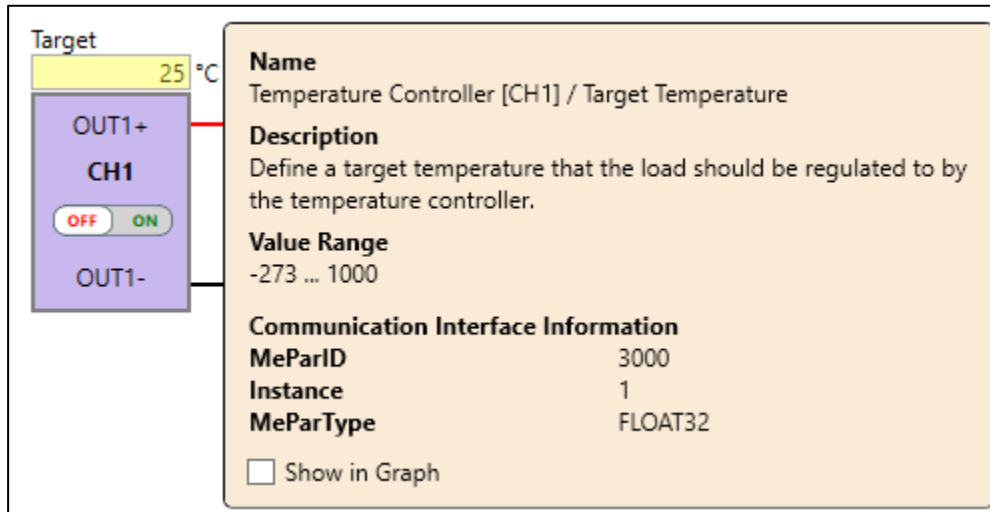 Target
25 °C
OUT1+
CH1
OFF ON
OUT1-
Name
Temperature Controller [CH1] / Target Temperature
Description
Define a target temperature that the load should be regulated to by
the temperature controller.
Value Range
-273 ... 1000
Communication Interface Information
MeParID 3000
Instance 1
MeParType FLOAT32
Show in Graph